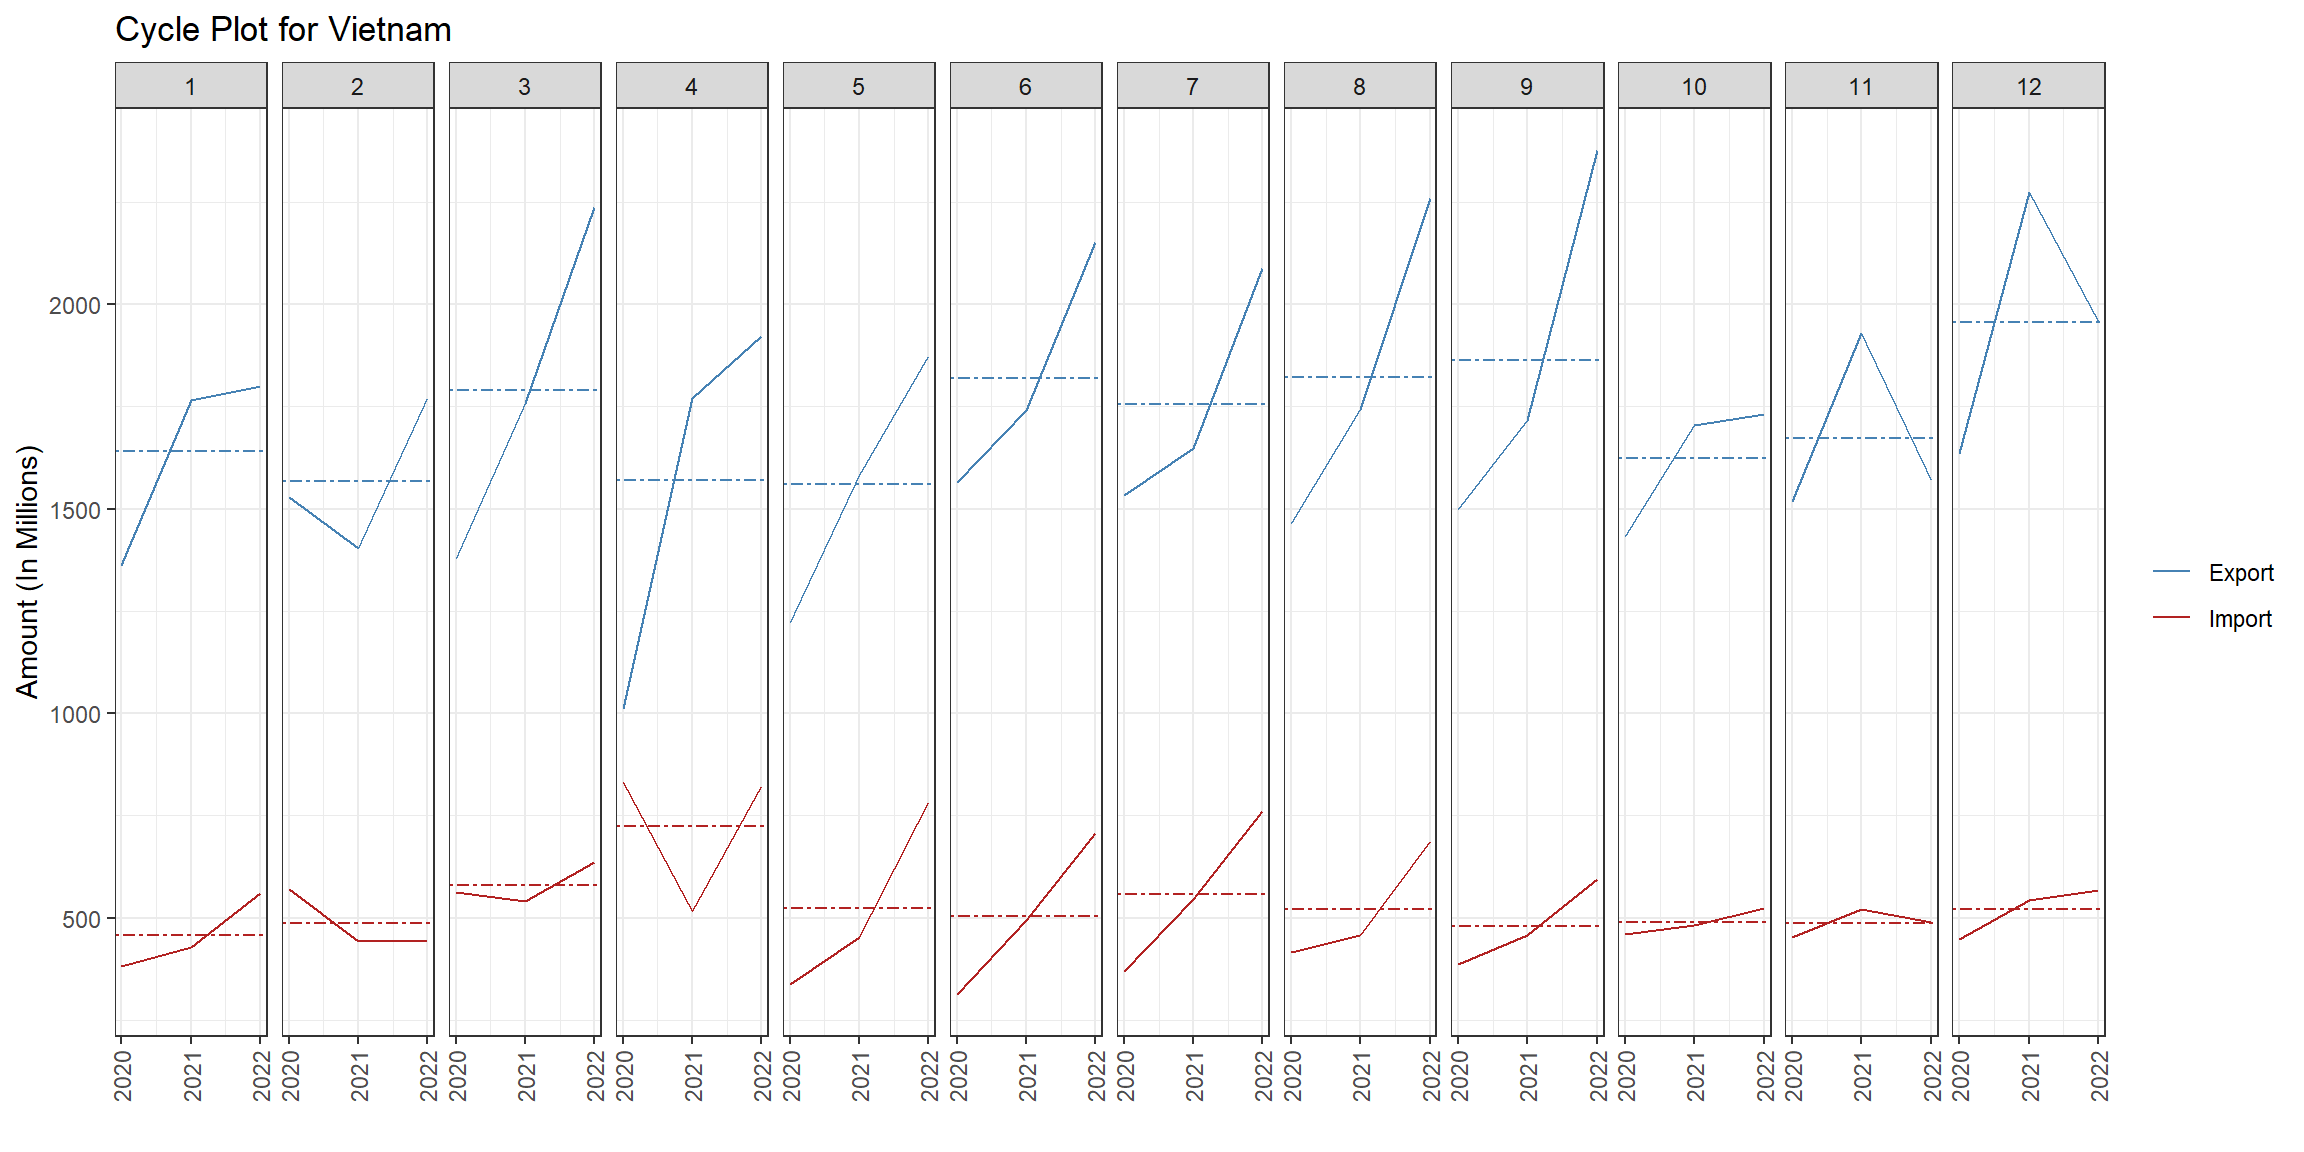 Cycle Plot for Vietnam
1 2 3 4 5 6 7 8 9 10 11 12
Amount (In Millions)
2000
1500
1000
500
2020 2021 2022 2020 2021 2022 2020 2021 2022 2020 2021 2022 2020 2021 2022 2020 2021 2022 2020 2021 2022 2020 2021 2022 2020 2021 2022 2020 2021 2022 2020 2021 2022 2020 2021 2022
Export
Import